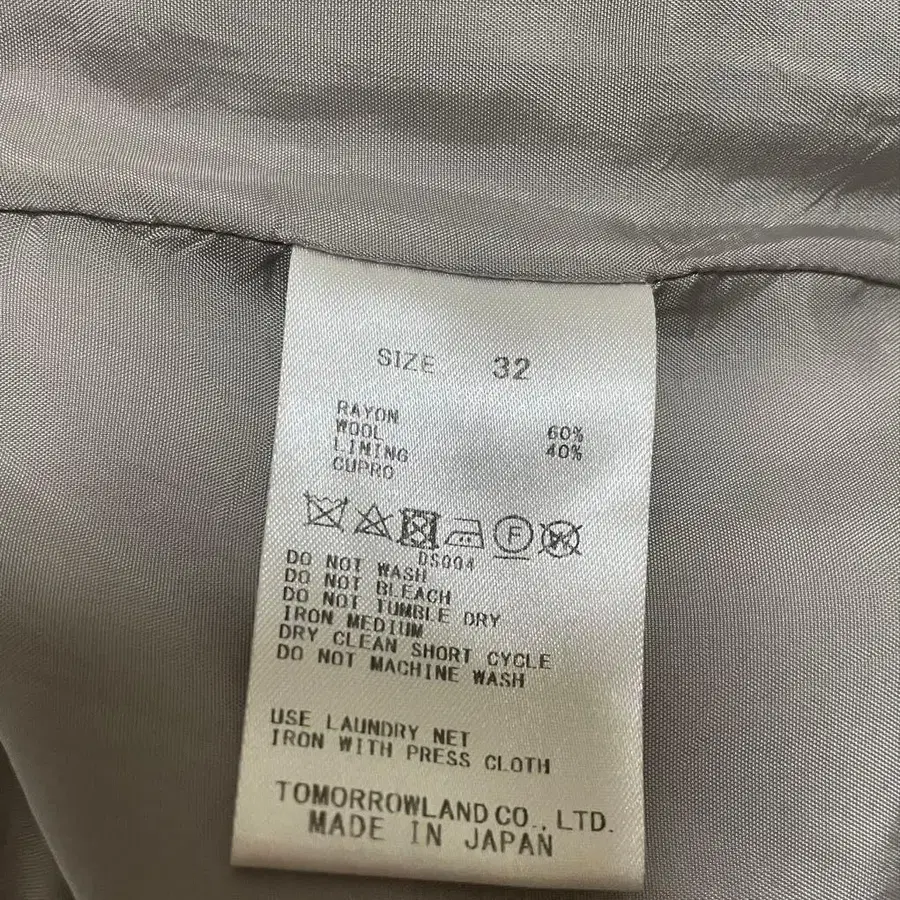 SIZE 32
RAYON 60%
WOOL 40%
LINING
CUPRO
F
W
DS004
DO NOT WASH
DO NOT BLEACH
DO NOT TUMBLE DRY
IRON MEDIUM
DRY CLEAN SHORT CYCLE
DO NOT MACHINE WASH
USE LAUNDRY NET
IRON WITH PRESS CLOTH
TOMORROWLAND CO., LTD.
MADE IN JAPAN